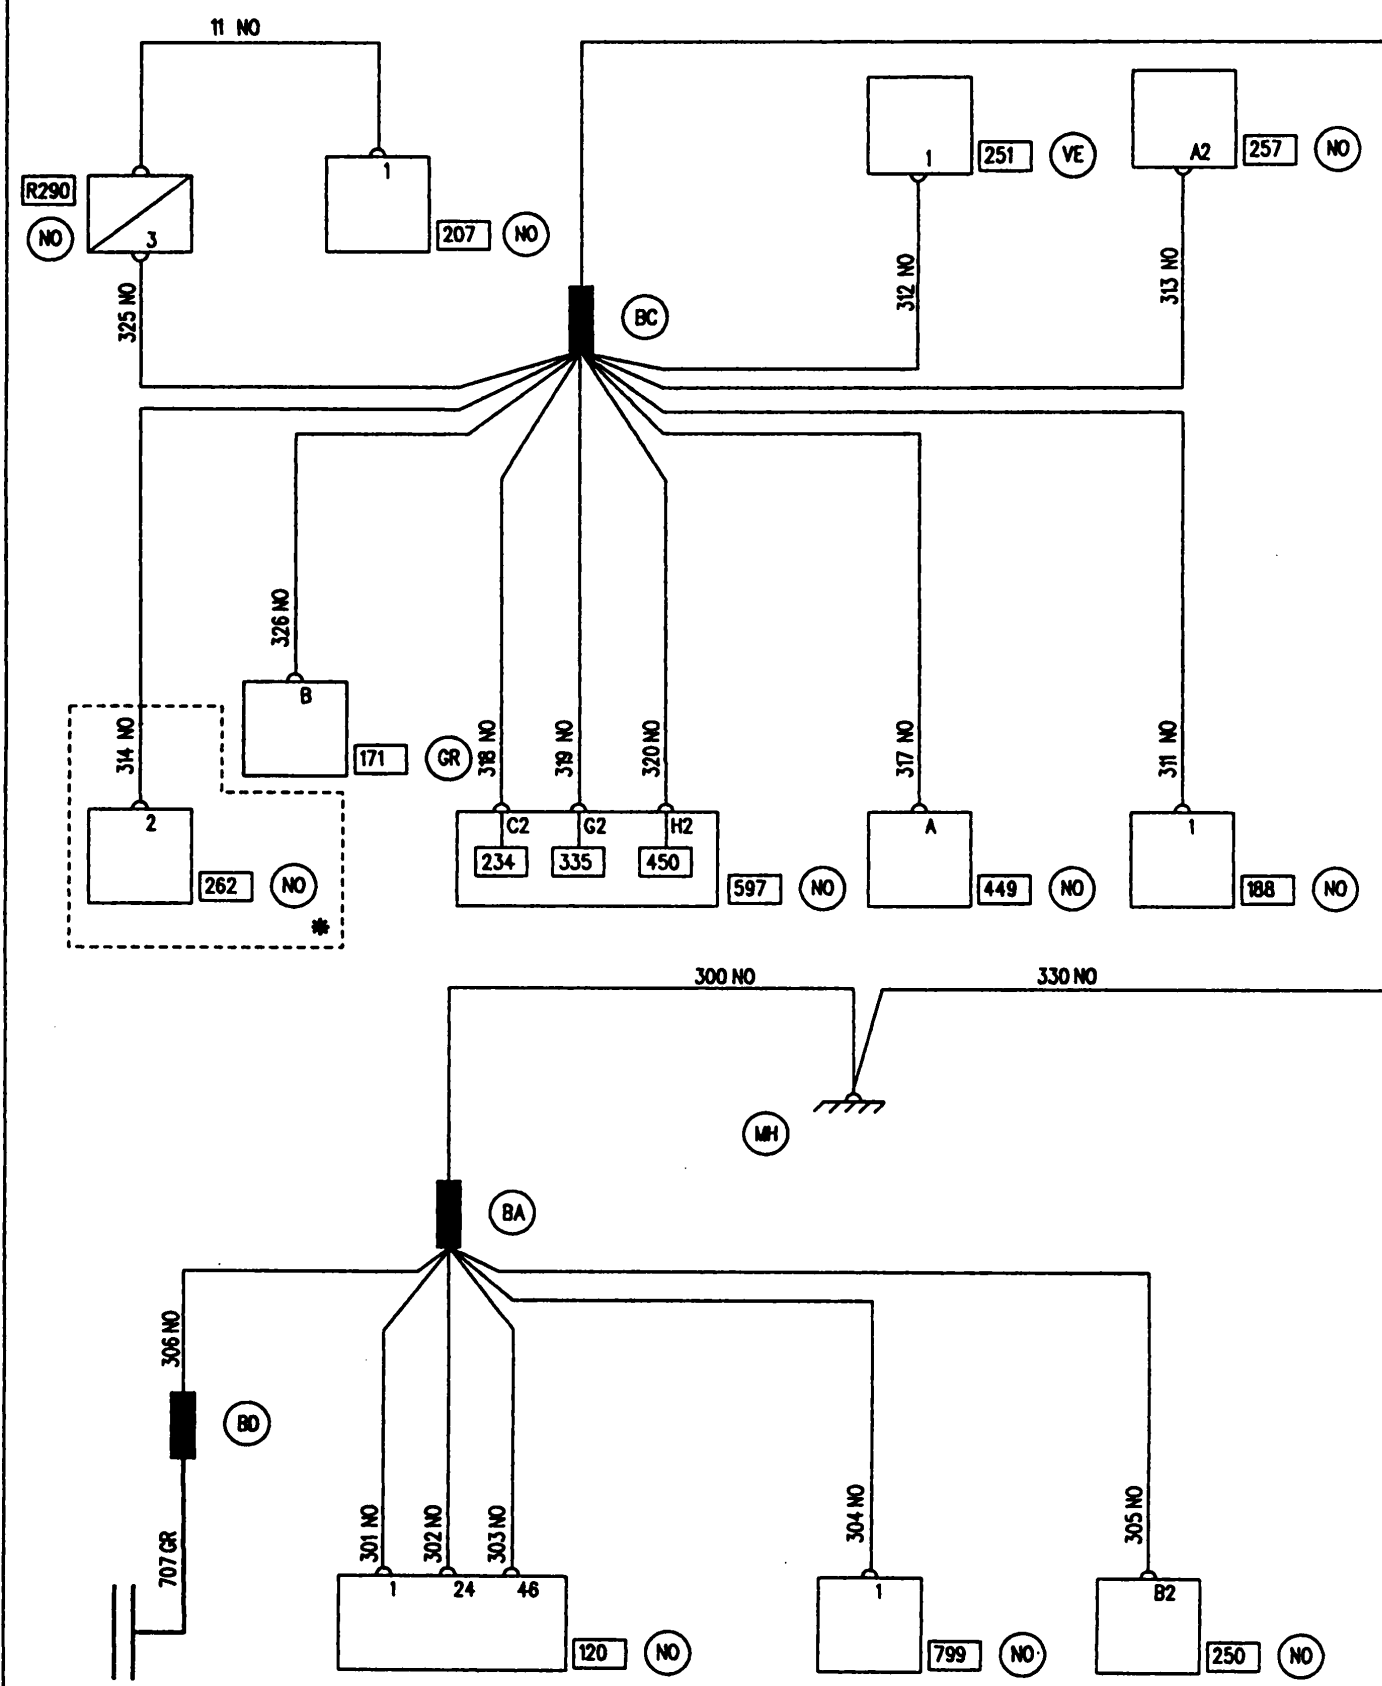 11 NO
R290
NO
3
1
207
NO
BC
1
251
VE
A2
257
NO
325 NO
312 NO
313 NO
326 NO
B
171
GR
314 NO
2
262
NO
*
318 NO
319 NO
320 NO
C2
G2
H2
234
335
450
597
NO
317 NO
A
449
NO
311 NO
1
188
NO
300 NO
330 NO
MH
BA
306 NO
BD
707 GR
301 NO
302 NO
303 NO
1
24
46
120
NO
304 NO
1
799
NO
305 NO
B2
250
NO